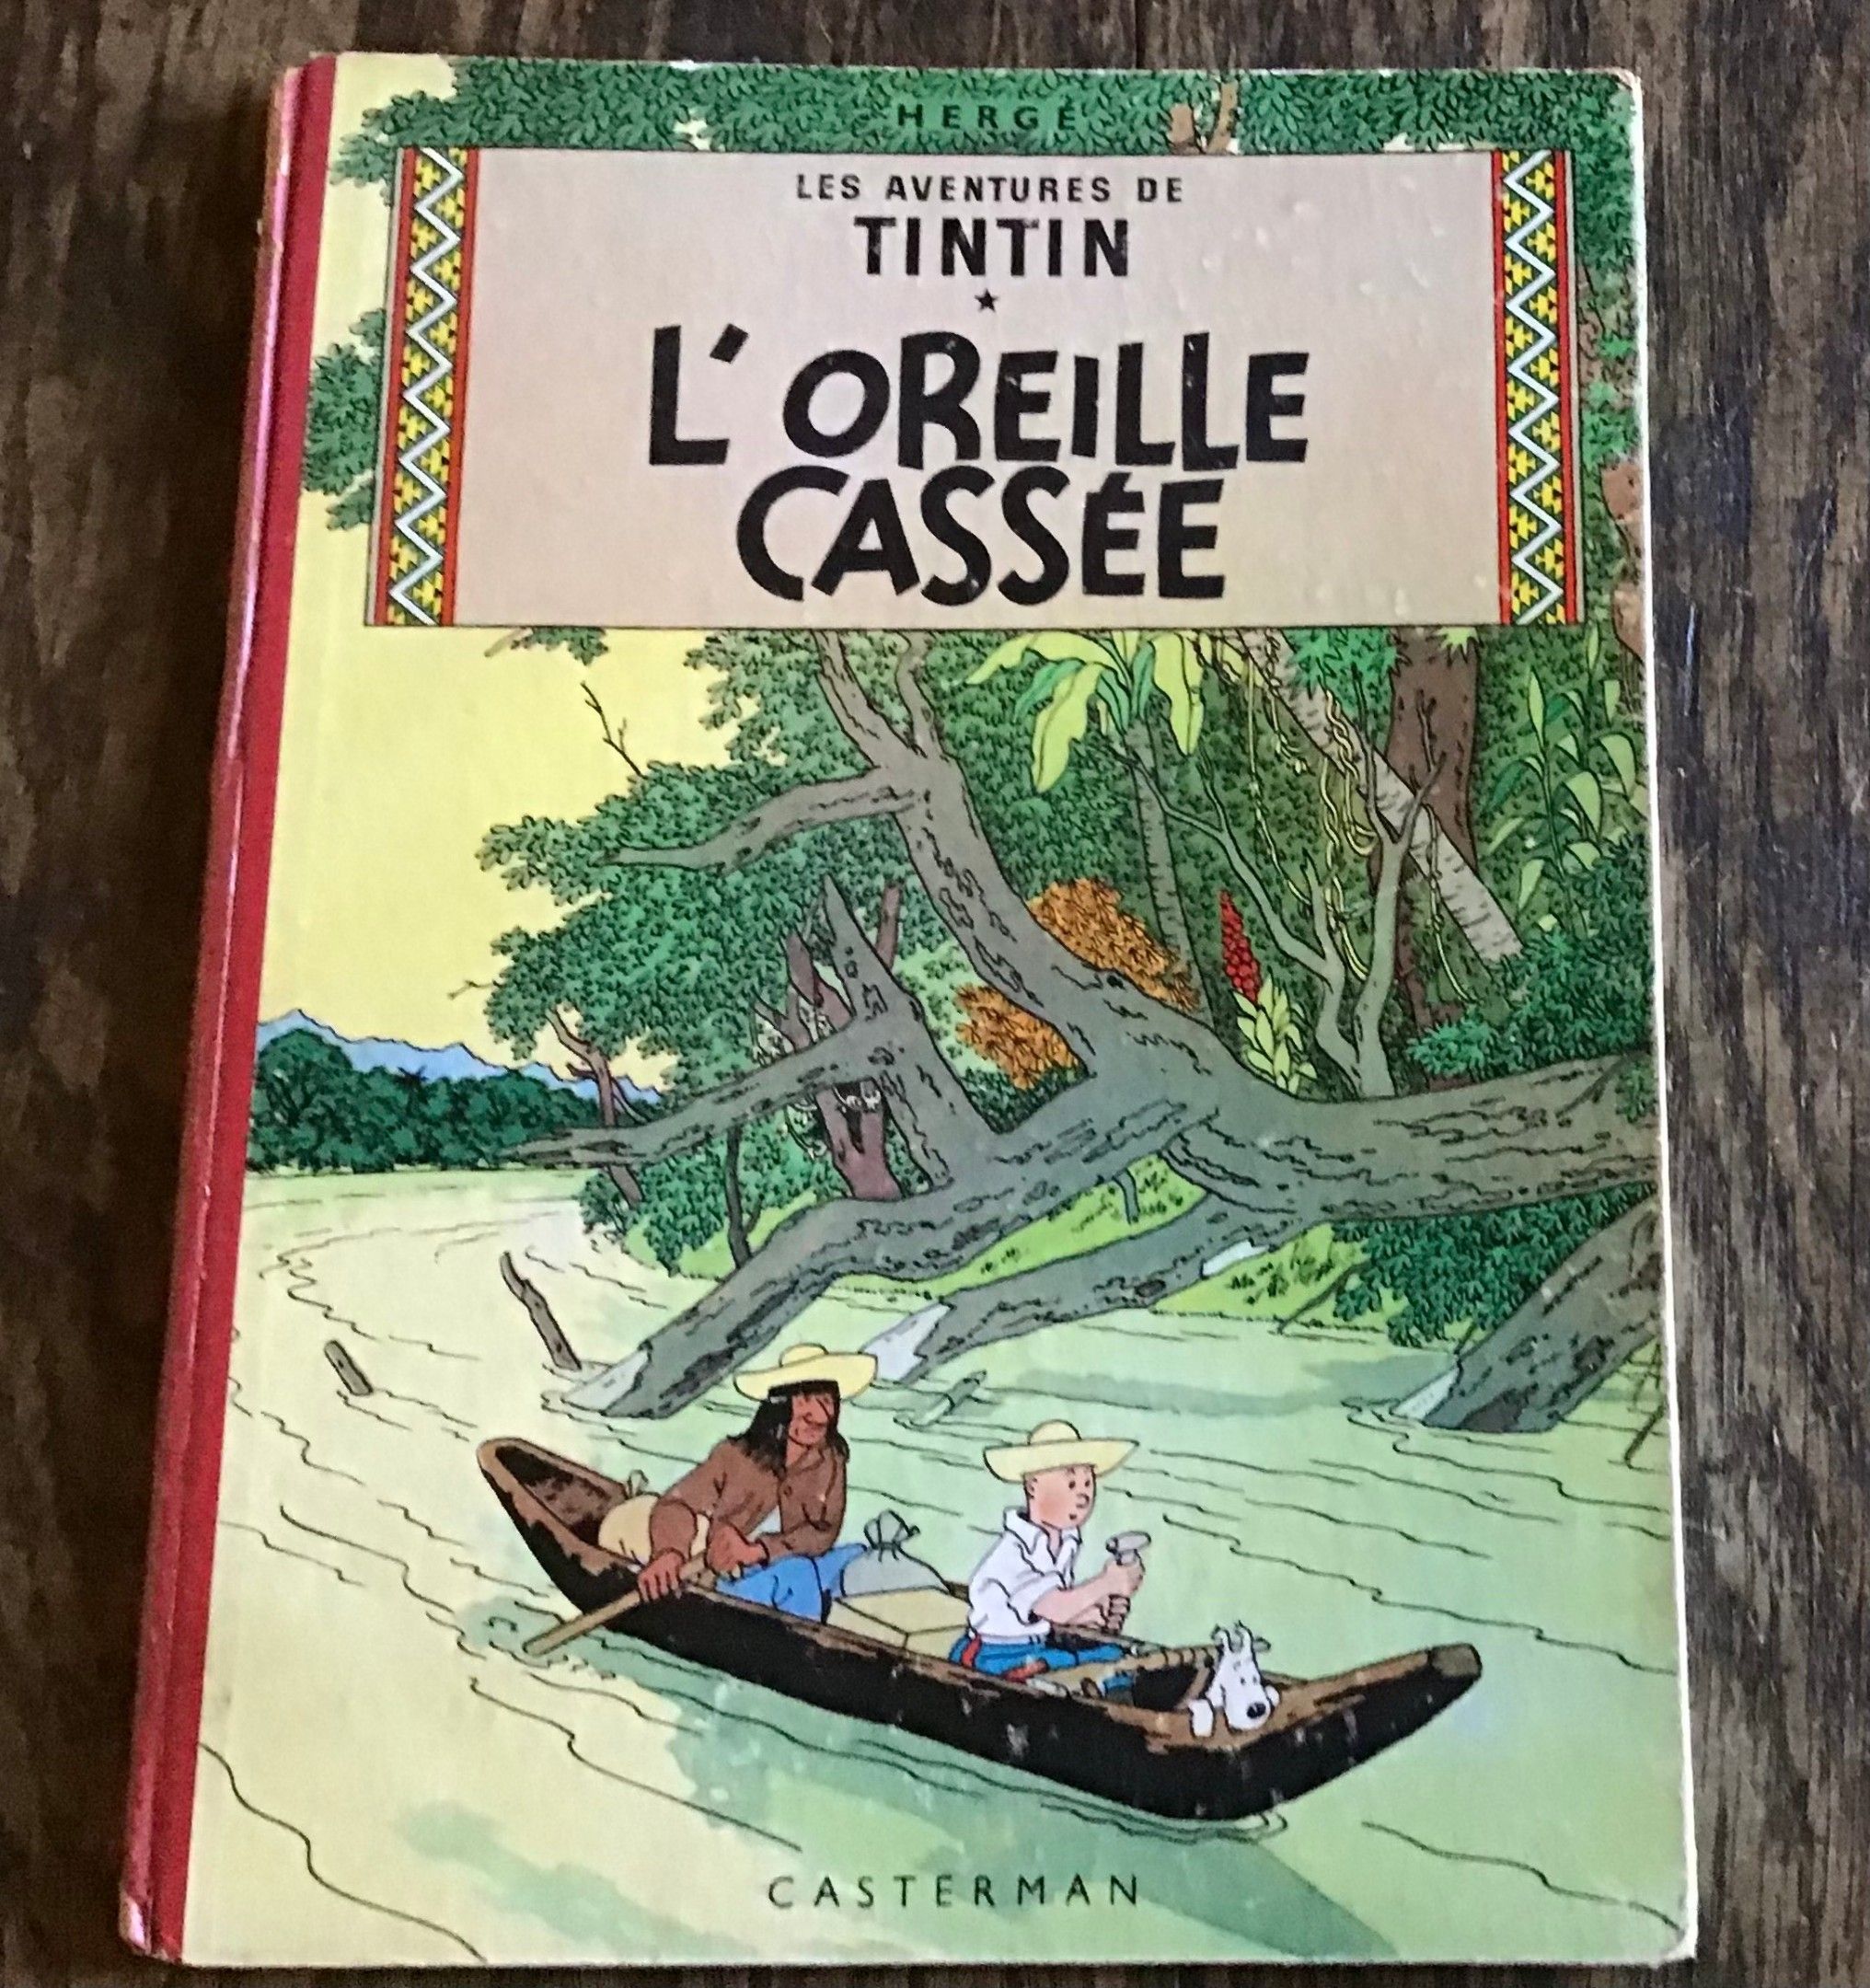 HERGÉ
LES AVENTURES DE
TINTIN
L'OREILLE
CASSÉE
CASTERMAN